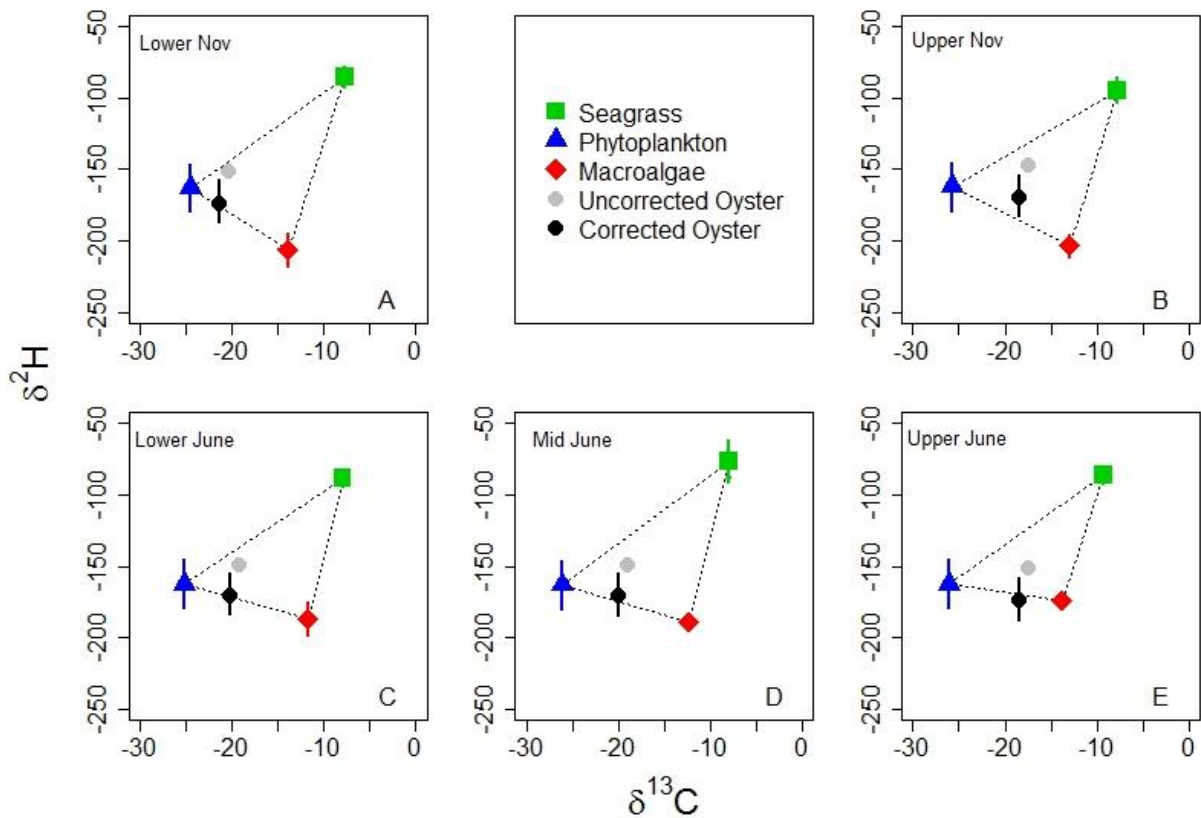 Lower Nov
-50
-100
-150
-200
-250
A
-30 -20 -10 0
Seagrass
Phytoplankton
Macroalgae
Uncorrected Oyster
Corrected Oyster
Upper Nov
-50
-100
-150
-200
-250
B
-30 -20 -10 0
δ²H
Lower June
-50
-100
-150
-200
-250
C
-30 -20 -10 0
Mid June
-50
-100
-150
-200
-250
D
-30 -20 -10 0
Upper June
-50
-100
-150
-200
-250
E
-30 -20 -10 0
δ¹³C